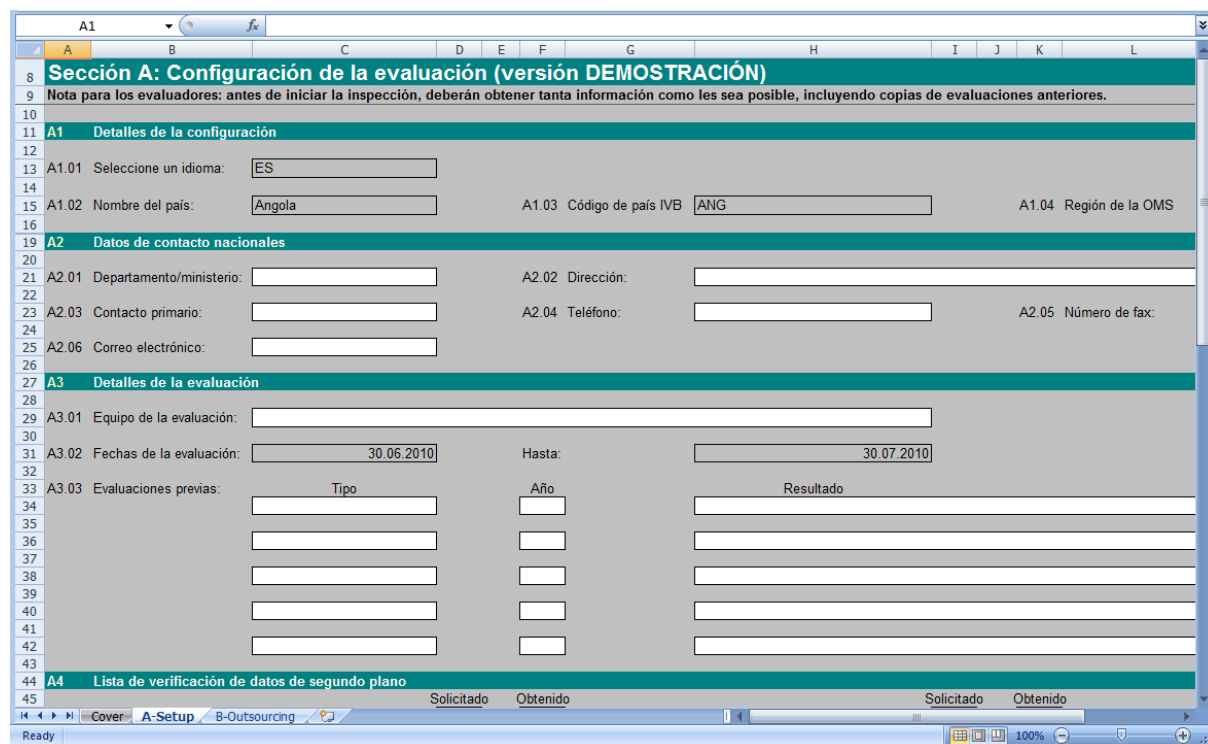 A1 fx
A B C D E F G H I J K L
8 Sección A: Configuración de la evaluación (versión DEMOSTRACIÓN)
9 Nota para los evaluadores: antes de iniciar la inspección, deberán obtener tanta información como les sea posible, incluyendo copias de evaluaciones anteriores.
10
11 A1 Detalles de la configuración
12
13 A1.01 Seleccione un idioma: ES
14
15 A1.02 Nombre del país: Angola A1.03 Código de país IVB ANG A1.04 Región de la OMS
16
19 A2 Datos de contacto nacionales
20
21 A2.01 Departamento/ministerio: A2.02 Dirección:
22
23 A2.03 Contacto primario: A2.04 Teléfono: A2.05 Número de fax:
24
25 A2.06 Correo electrónico:
26
27 A3 Detalles de la evaluación
28
29 A3.01 Equipo de la evaluación:
30
31 A3.02 Fechas de la evaluación: 30.06.2010 Hasta: 30.07.2010
32
33 A3.03 Evaluaciones previas: Tipo Año Resultado
34
35
36
37
38
39
40
41
42
43
44 A4 Lista de verificación de datos de segundo plano
45 Solicitado Obtenido Solicitado Obtenido
Cover A-Setup B-Outsourcing
Ready 100%